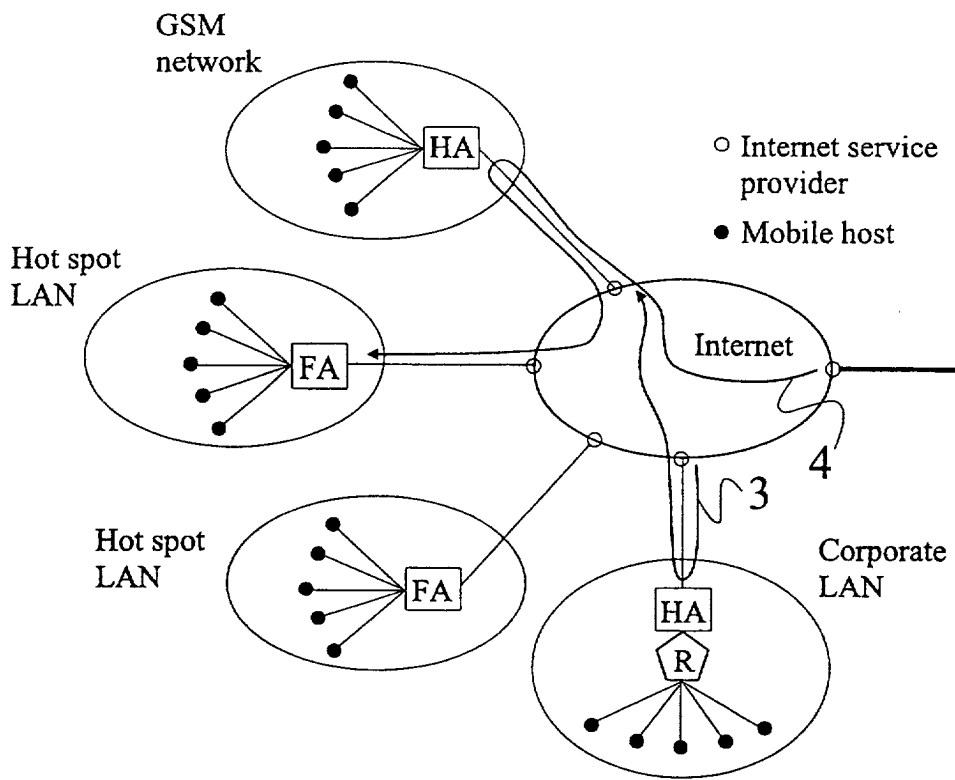 GSM
network
HA
Internet service
provider
Mobile host
Hot spot
LAN
FA
Internet
4
3
Hot spot
LAN
FA
Corporate
LAN
HA
R